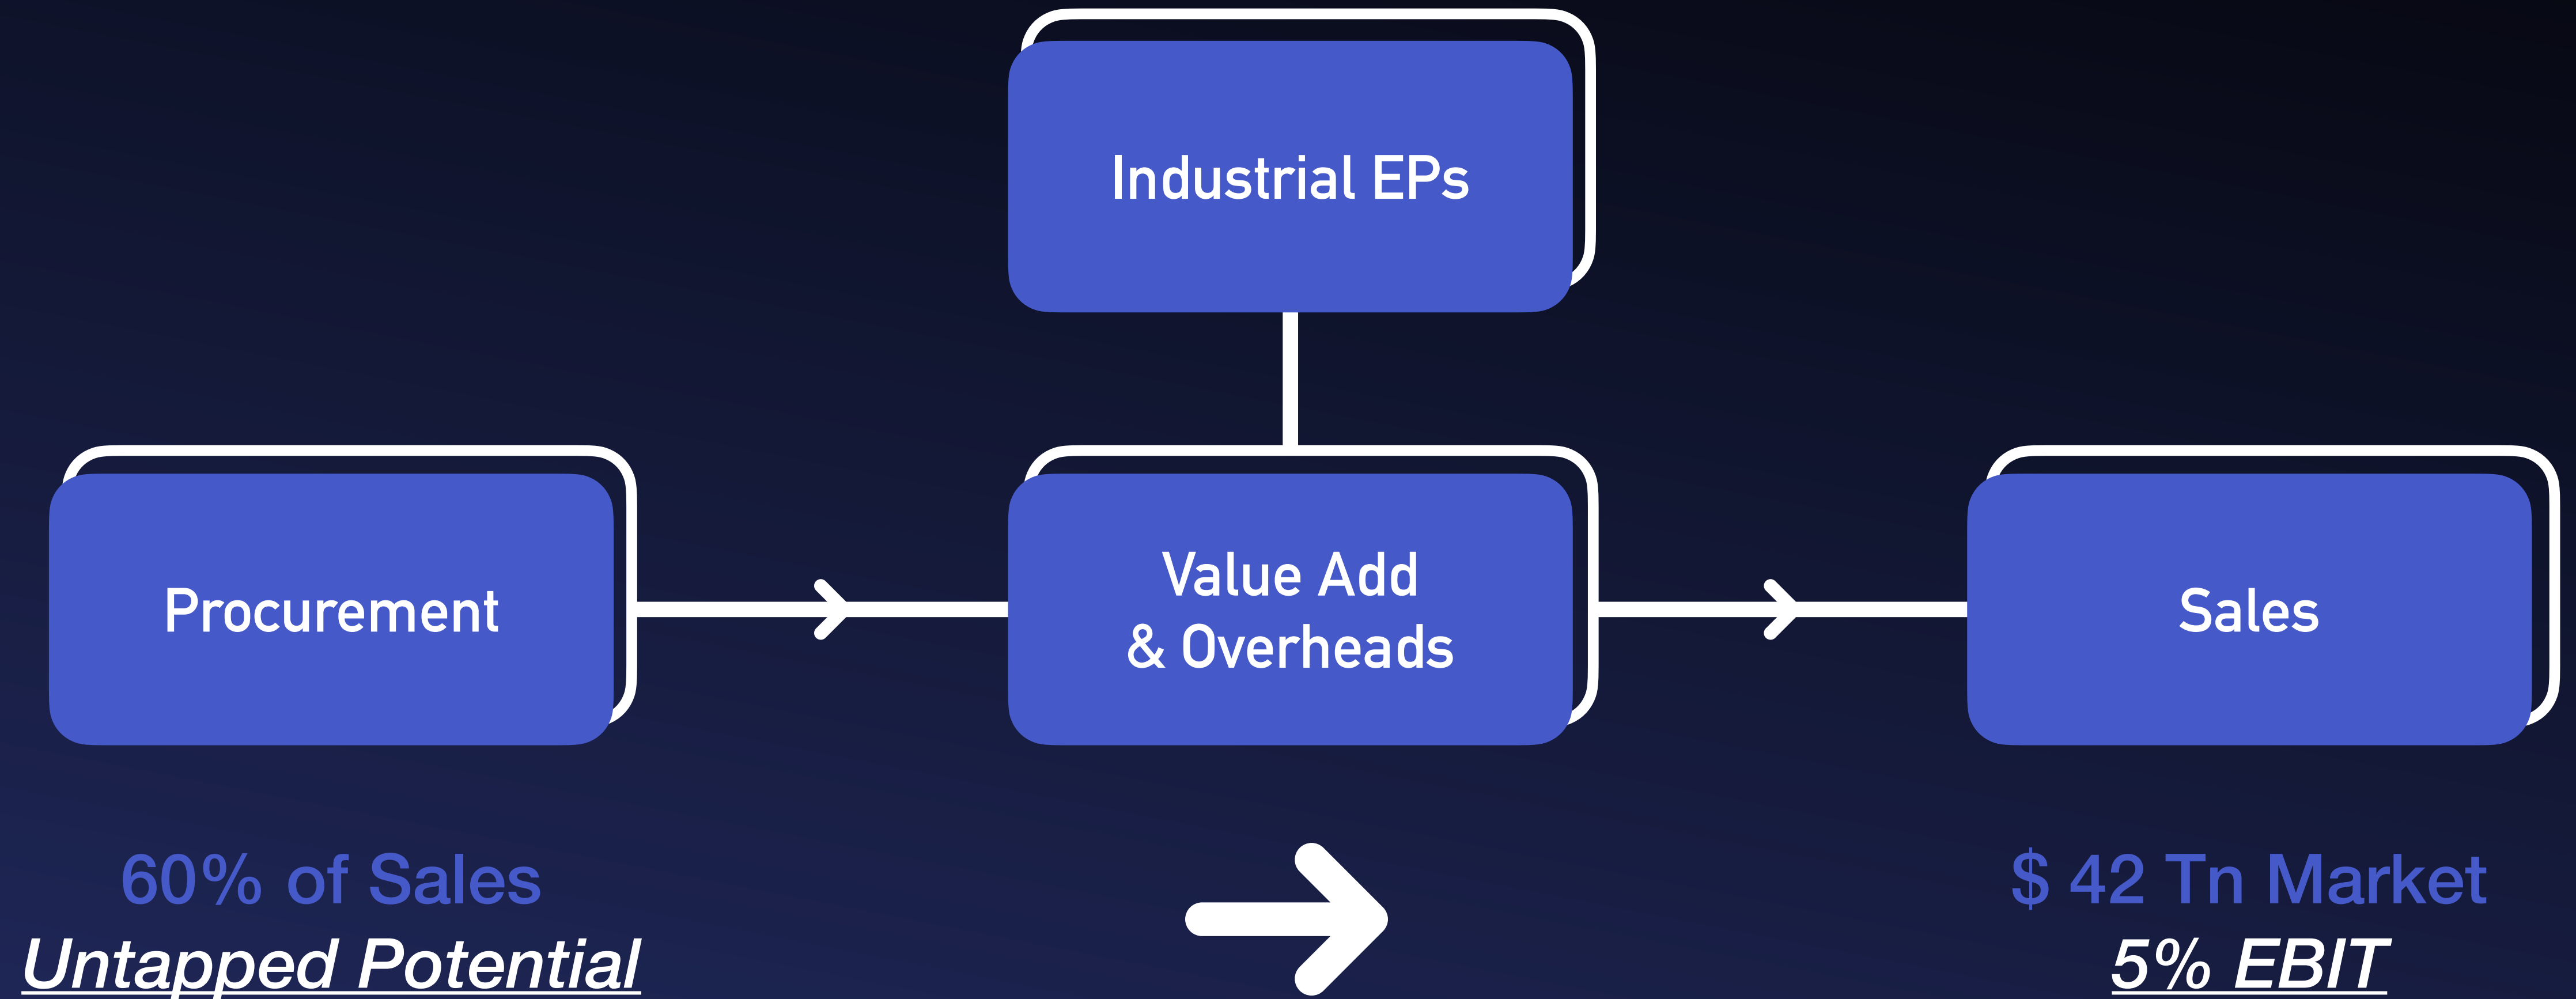 Industrial EPs
Procurement
Value Add
& Overheads
Sales
60% of Sales
Untapped Potential
$ 42 Tn Market
5% EBIT